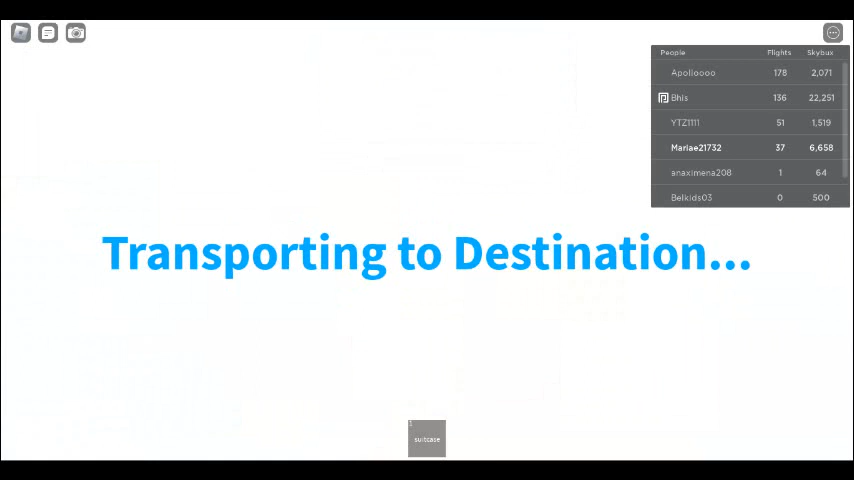 People Flights Skybux
Apolloooo 178 2,071
Bhis 136 22,251
YTZ1111 51 1,519
Mariae21732 37 6,658
anaximena208 1 64
Belkids03 0 500
Transporting to Destination...
1
suitcase